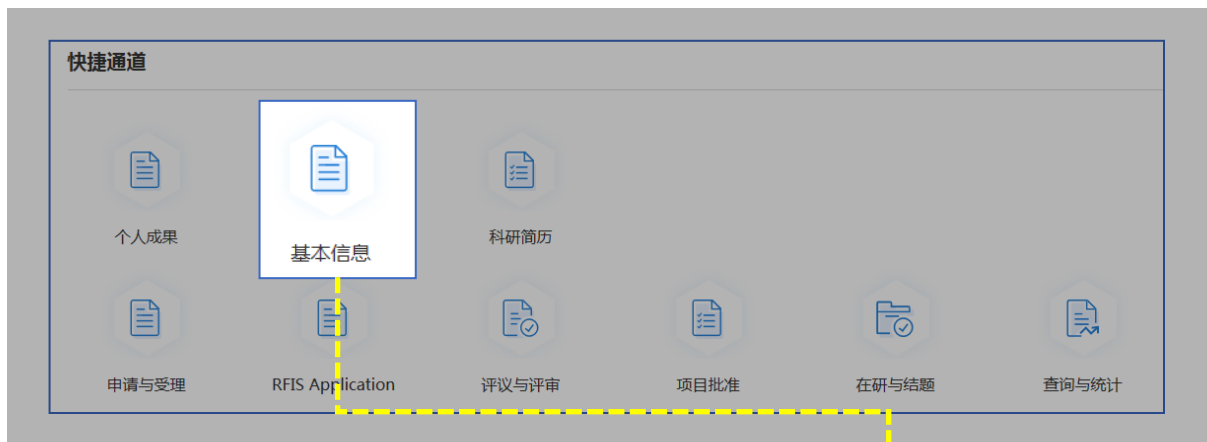 快捷通道
个人成果
基本信息
科研简历
申请与受理
RFIS Application
评议与评审
项目批准
在研与结题
查询与统计